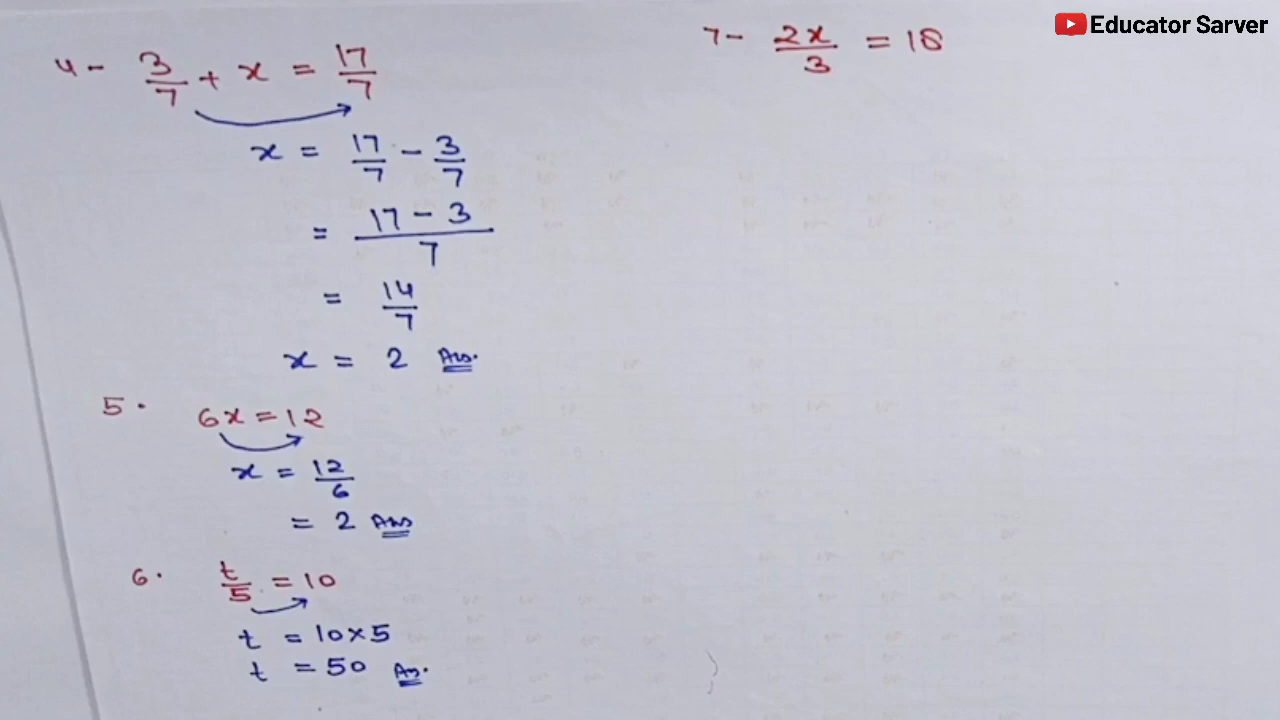 Educator Sarver
4- 3/7 + x = 17/7
x = 17/7 - 3/7
= 17 - 3 / 7
= 14/7
x = 2 Ans.
5. 6x = 12
x = 12/6
= 2 Ans
6. t/5 = 10
t = 10 × 5
t = 50 As.
7- 2x/3 = 18